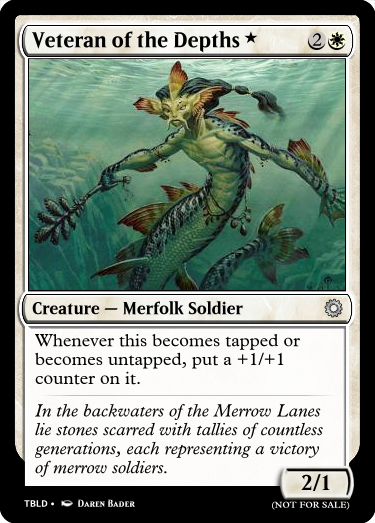 Veteran of the Depths ★ 2
Creature — Merfolk Soldier
Whenever this becomes tapped or
becomes untapped, put a +1/+1
counter on it.
In the backwaters of the Merrow Lanes
lie stones scarred with tallies of countless
generations, each representing a victory
of merrow soldiers.
2/1
TBLD • Daren Bader
(NOT FOR SALE)